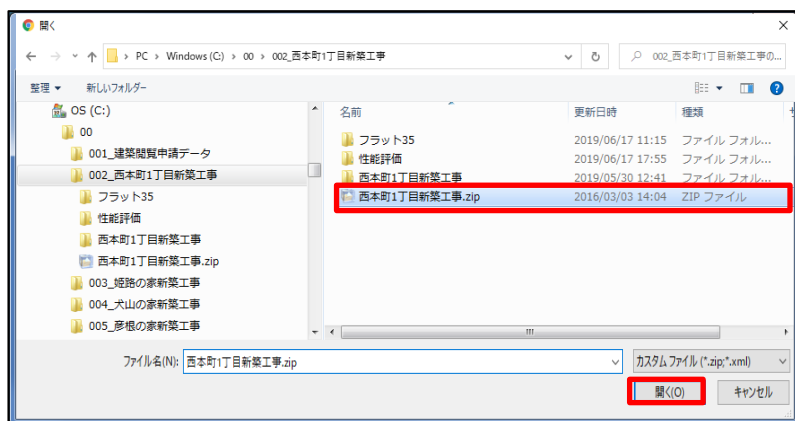 開く
PC › Windows (C:) › 00 › 002_西本町1丁目新築工事
002_西本町1丁目新築工事の...
整理 新しいフォルダー
OS (C:)
00
001_建築閲覧申請データ
002_西本町1丁目新築工事
フラット35
性能評価
西本町1丁目新築工事
西本町1丁目新築工事.zip
003_姫路の家新築工事
004_犬山の家新築工事
005_彦根の家新築工事
名前 更新日時 種類 サ
フラット35 2019/06/17 11:15 ファイル フォル...
性能評価 2019/06/17 17:55 ファイル フォル...
西本町1丁目新築工事 2019/05/30 12:41 ファイル フォル...
西本町1丁目新築工事.zip 2016/03/03 14:04 ZIP ファイル
ファイル名(N): 西本町1丁目新築工事.zip カスタム ファイル (*.zip;*.xml)
開く(O) キャンセル